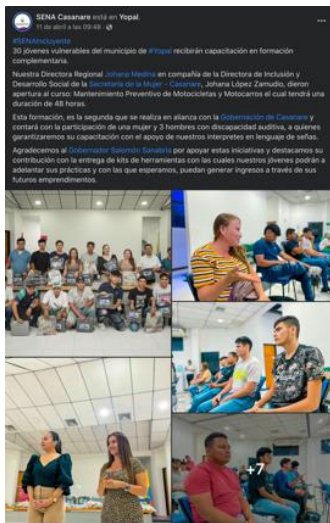 SENA Casanare está en Yopal.
11 de abril a las 09:46
#SENAIncluyente
30 jóvenes vulnerables del municipio de #Yopal recibirán capacitación en formación
complementaria.
Nuestra Directora Regional Johana Medina en compañía de la Directora de Inclusión y
Desarrollo Social de la Secretaría de la Mujer - Casanare, Johana López Zamudio, dieron
apertura al curso: Mantenimiento Preventivo de Motocicletas y Motocarros el cual tendrá una
duración de 48 horas.
Esta formación, es la segunda que se realiza en alianza con la Gobernación de Casanare y
contará con la participación de una mujer y 3 hombres con discapacidad auditiva, a quienes
garantizaremos su capacitación con el apoyo de nuestros interpretes en lenguaje de señas.
Agradecemos al Gobernador Salomón Sanabria por apoyar estas iniciativas y destacamos su
contribución con la entrega de kits de herramientas con las cuales nuestros jóvenes podrán a
adelantar sus prácticas y con las que esperamos, puedan generar ingresos a través de sus
futuros emprendimientos.
+7